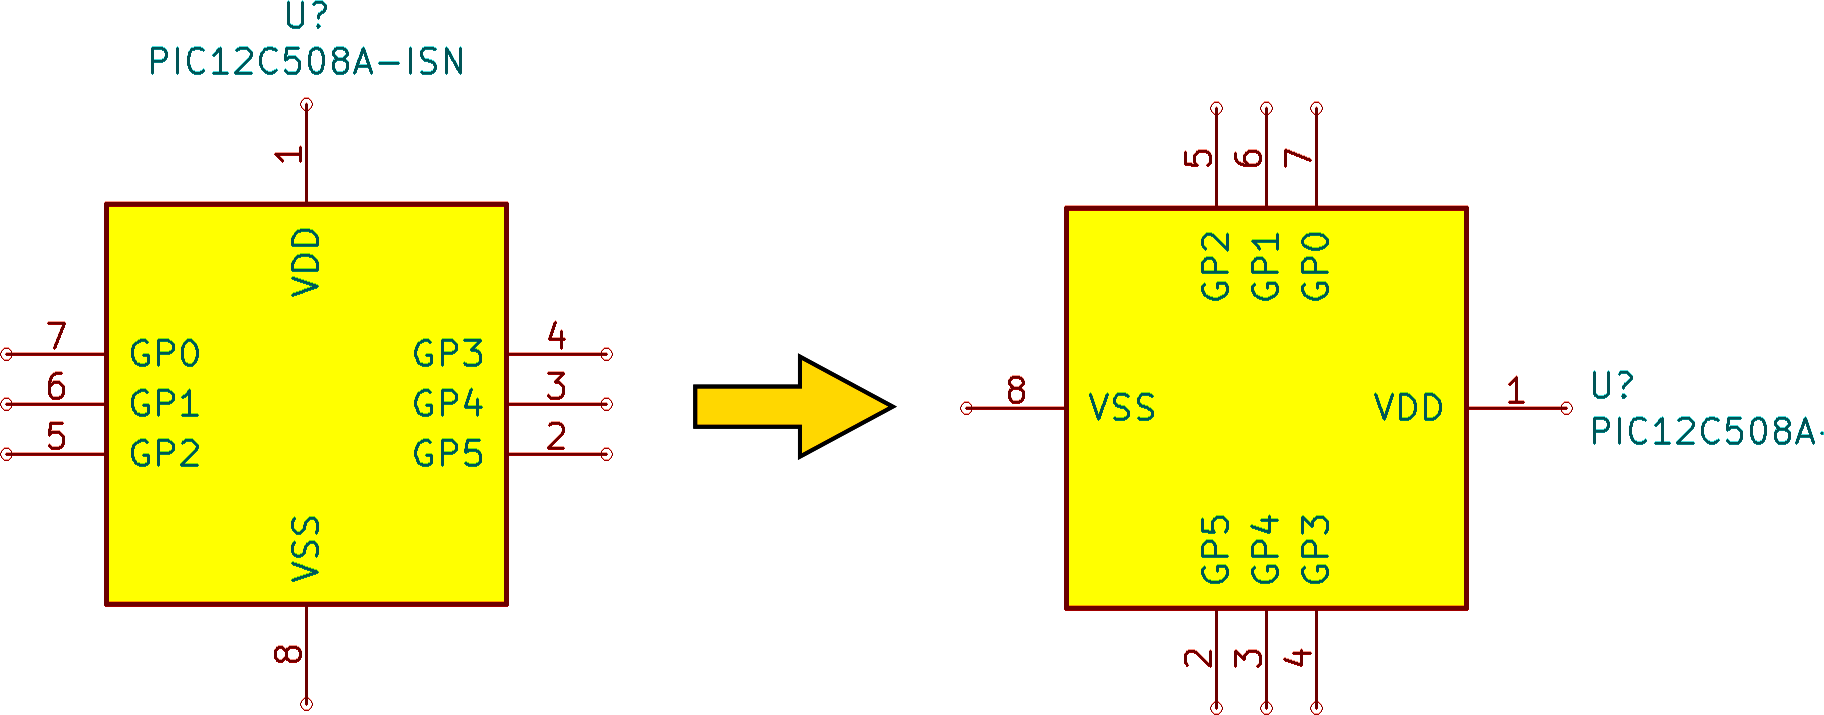 U?
PIC12C508A-ISN
1
VDD
7 GP0 GP3 4
6 GP1 GP4 3
5 GP2 GP5 2
VSS
8
5 6 7
GP2 GP1 GP0
8 VSS VDD 1
U?
PIC12C508A
GP5 GP4 GP3
2 3 4